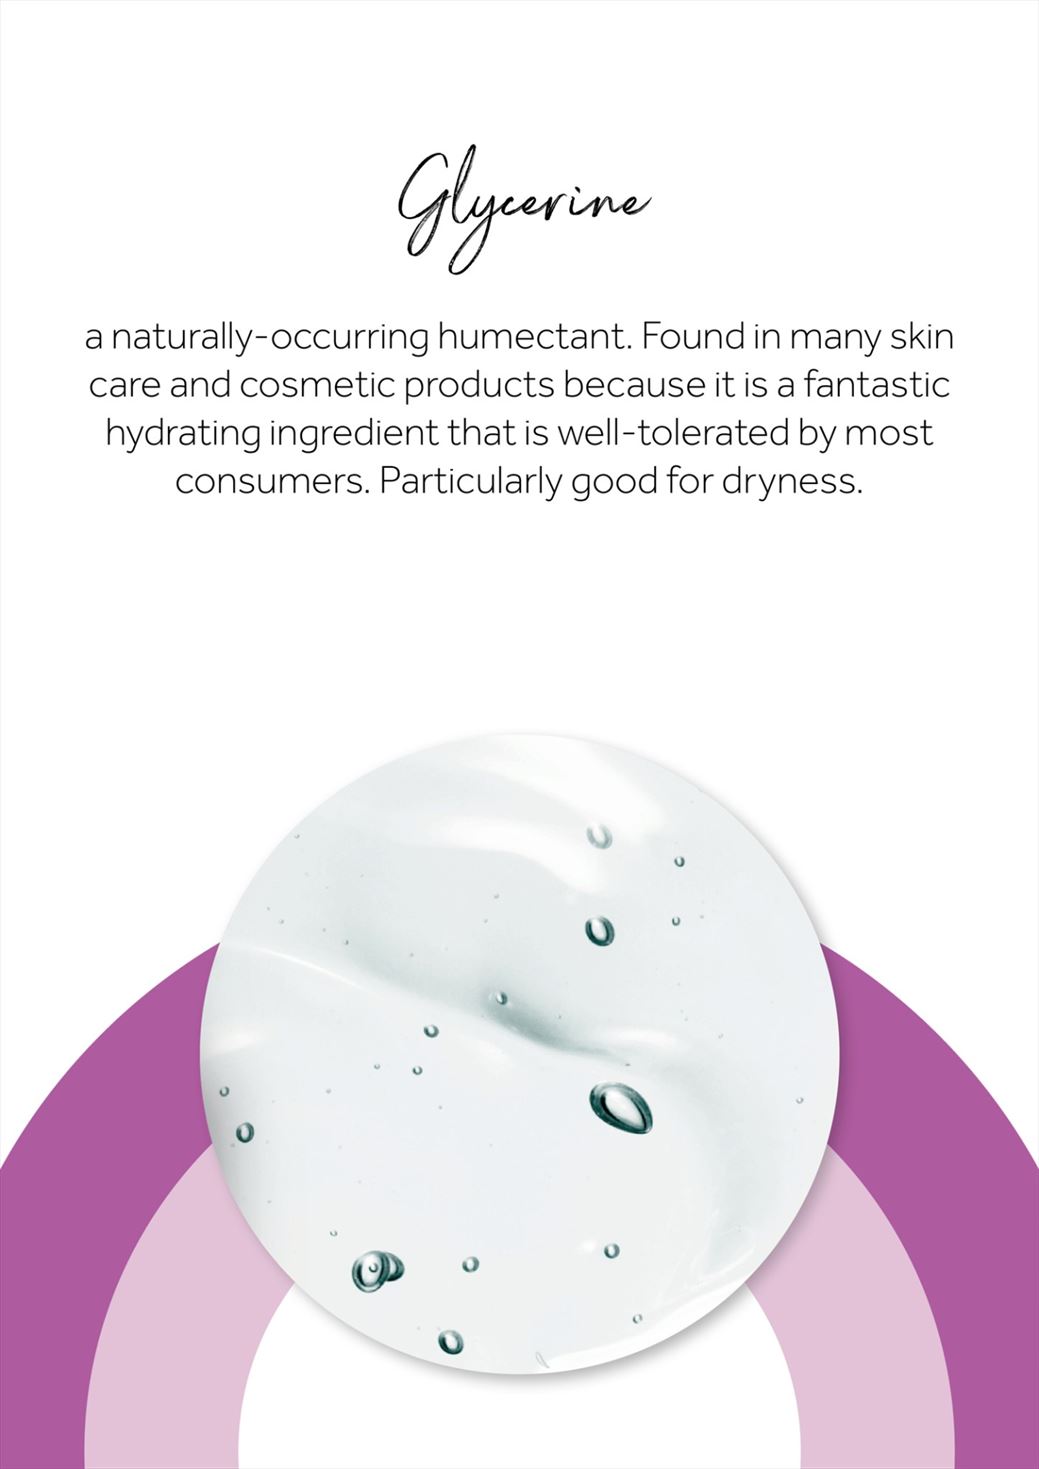 Glycerine
a naturally-occurring humectant. Found in many skin
care and cosmetic products because it is a fantastic
hydrating ingredient that is well-tolerated by most
consumers. Particularly good for dryness.